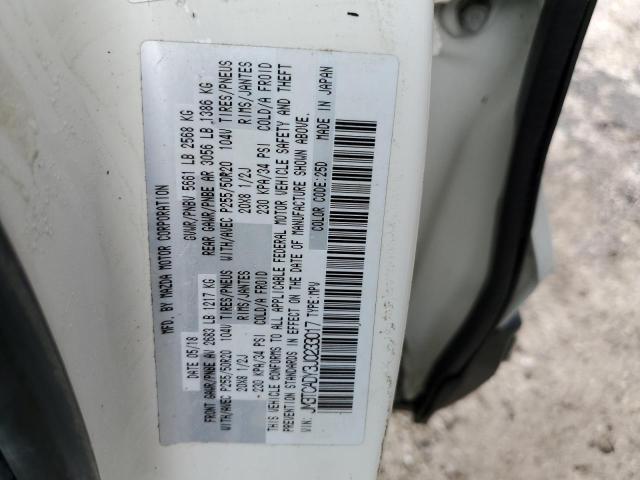 MFD. BY MAZDA MOTOR CORPORATION
DATE 05/18 GVWR/PNBV 5661 LB 2568 KG
FRONT GAWR/PNBE AV 2683 LB 1217 KG REAR GAWR/PNBE AR 3056 LB 1386 KG
WITH/AVEC P255/50R20 104V TIRES/PNEUS WITH/AVEC P255/50R20 104V TIRES/PNEUS
20X8 1/2J RIMS/JANTES 20X8 1/2J RIMS/JANTES
230 KPA/34 PSI COLD/A FROID 230 KPA/34 PSI COLD/A FROID
THIS VEHICLE CONFORMS TO ALL APPLICABLE FEDERAL MOTOR VEHICLE SAFETY AND THEFT
PREVENTION STANDARDS IN EFFECT ON THE DATE OF MANUFACTURE SHOWN ABOVE.
VIN: JM3TCADY3J0233017 TYPE:MPV COLOR CODE:25D MADE IN JAPAN